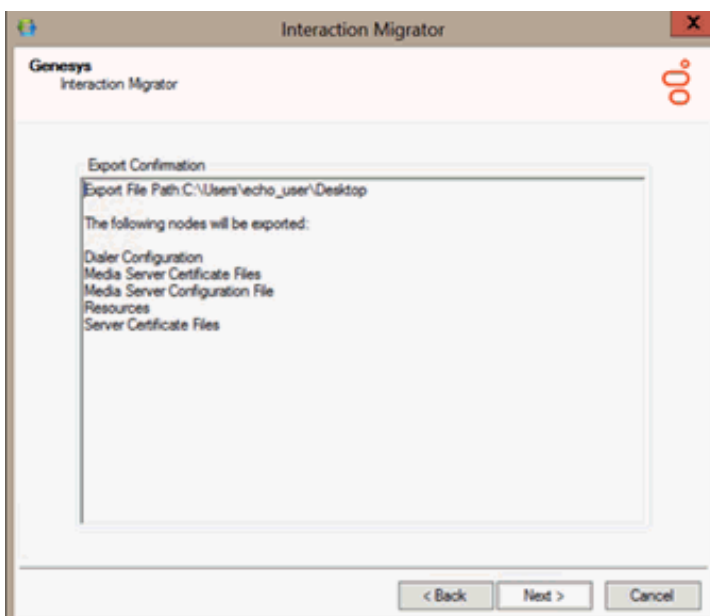 Interaction Migrator
Genesys
Interaction Migrator
Export Confirmation
Export File Path:C:\Users\echo_user\Desktop
The following nodes will be exported:
Dialer Configuration
Media Server Certificate Files
Media Server Configuration File
Resources
Server Certificate Files
< Back
Next >
Cancel